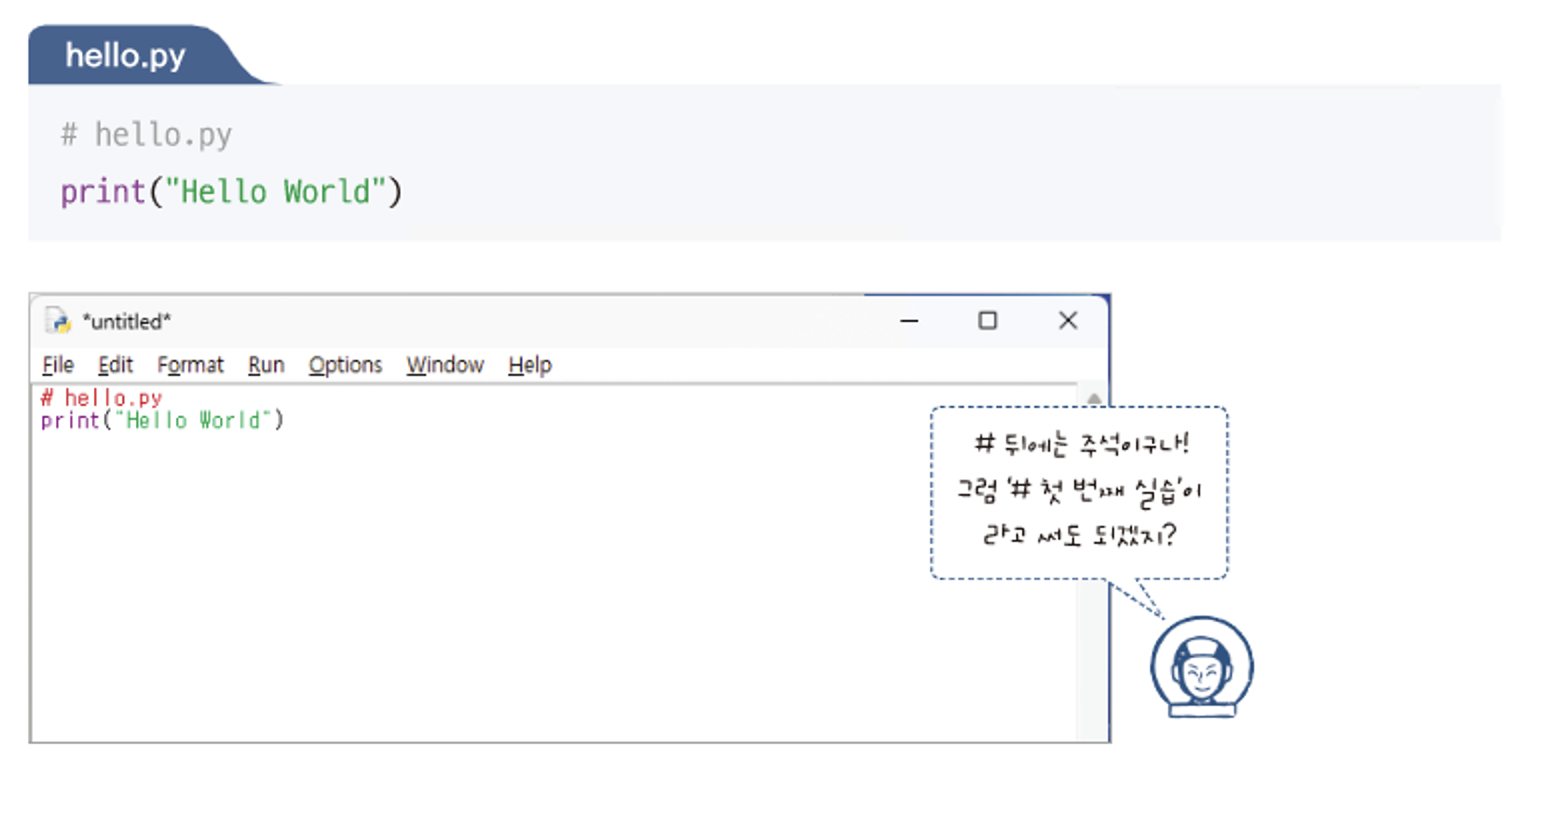 hello.py
# hello.py
print("Hello World")
*untitled*
File Edit Format Run Options Window Help
# hello.py
print("Hello World")
# 뒤에는 주석이구나!
그럼 '# 첫 번째 실습'이
라고 써도 되겠지?